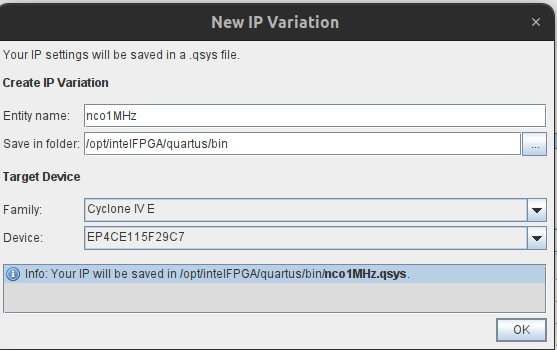 New IP Variation
Your IP settings will be saved in a .qsys file.
Create IP Variation
Entity name: nco1MHz
Save in folder: /opt/intelFPGA/quartus/bin ...
Target Device
Family: Cyclone IV E
Device: EP4CE115F29C7
Info: Your IP will be saved in /opt/intelFPGA/quartus/bin/nco1MHz.qsys.
OK